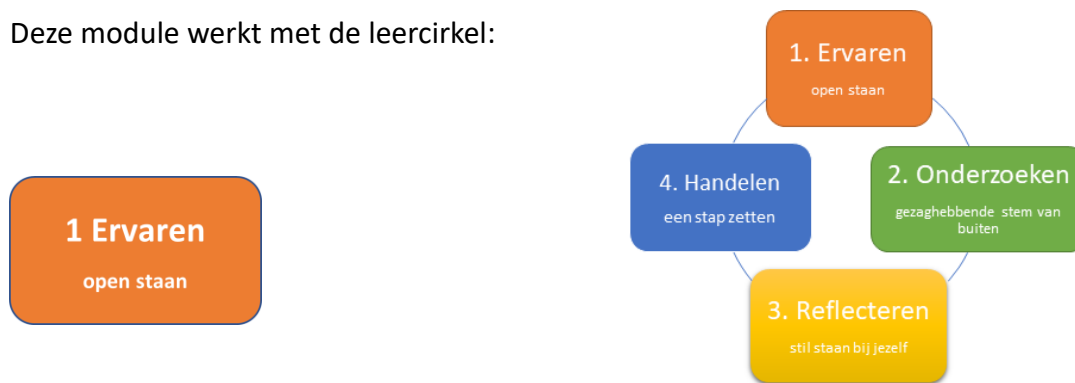 Deze module werkt met de leercirkel:
1 Ervaren
open staan
1. Ervaren
open staan
2. Onderzoeken
gezaghebbende stem van
buiten
3. Reflecteren
stil staan bij jezelf
4. Handelen
een stap zetten